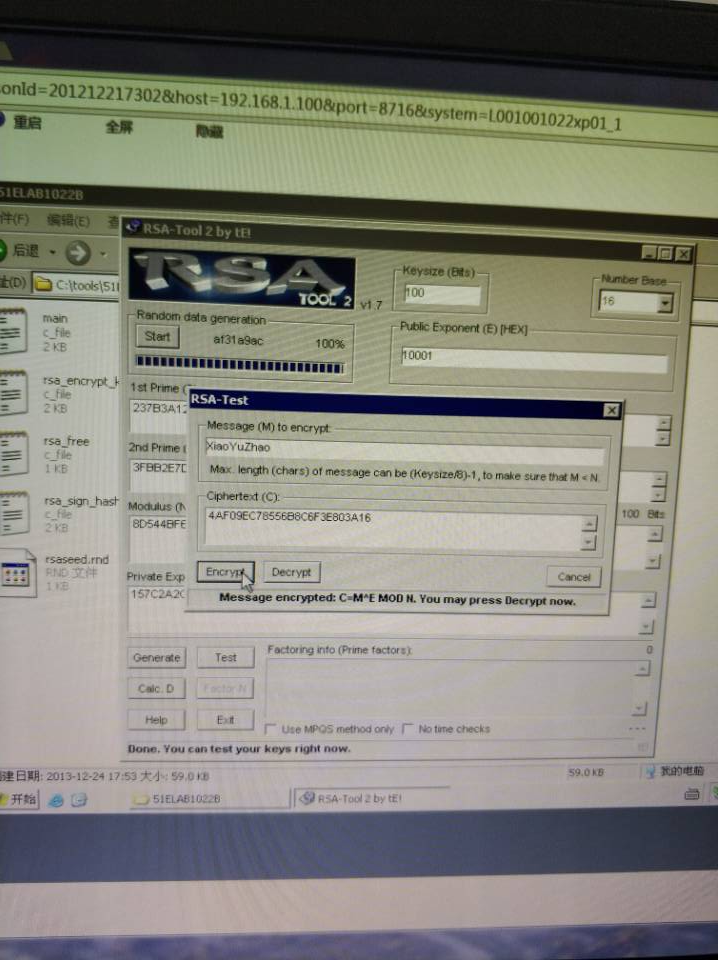 onId=201212217302&host=192.168.1.100&port=8716&system=L001001022xp01_1
重启 全屏 隐藏
51ELAB1022B
件(F) 编辑(E) 查
RSA-Tool 2 by tE!
后退
址(D) C:\tools\51
RSA
TOOL 2 v1.7
Keysize (Bits)
100
Number Base
16
Random data generation
Start af31a9ac 100%
Public Exponent (E) [HEX]
10001
main
c_file
2 KB
rsa_encrypt_k
c_file
2 KB
rsa_free
c_file
1 KB
rsa_sign_hash
c_file
2 KB
rsaseed.rnd
RND 文件
1 KB
1st Prime (
237B3A12
2nd Prime (
3FBB2E7D
Modulus (N
8D544BFE
100 Bits
Private Exp
157C2A2C
RSA-Test
Message (M) to encrypt:
XiaoYuZhao
Max. length (chars) of message can be (Keysize/8)-1, to make sure that M < N.
Ciphertext (C):
4AF09EC78556B8C6F3E803A16
Encrypt Decrypt Cancel
Message encrypted: C=M^E MOD N. You may press Decrypt now.
Generate Test
Calc. D Factor N
Help Exit
Factoring info (Prime factors): 0
Use MPQS method only No time checks
Done. You can test your keys right now.
建日期: 2013-12-24 17:53 大小: 59.0 KB 59.0 KB 我的电脑
开始 51ELAB1022B RSA-Tool 2 by tE!